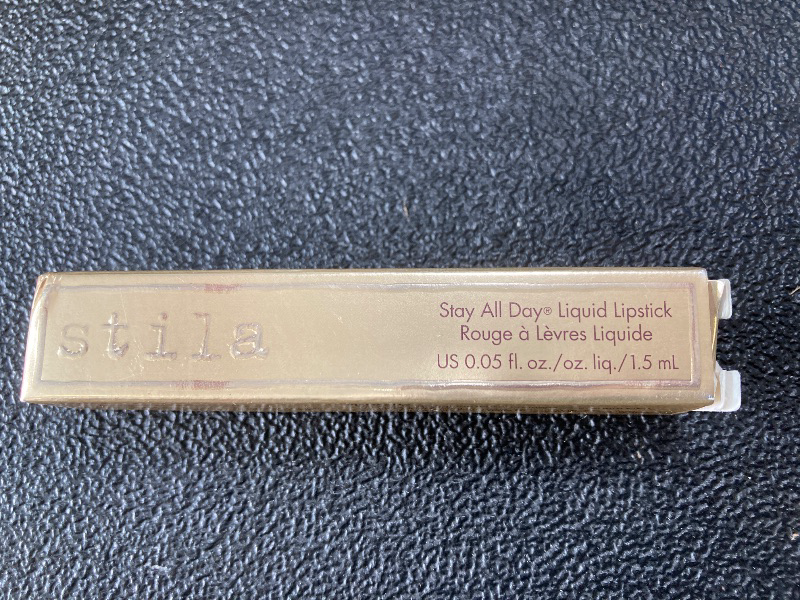 stila
Stay All Day® Liquid Lipstick
Rouge à Lèvres Liquide
US 0.05 fl. oz./oz. liq./1.5 mL